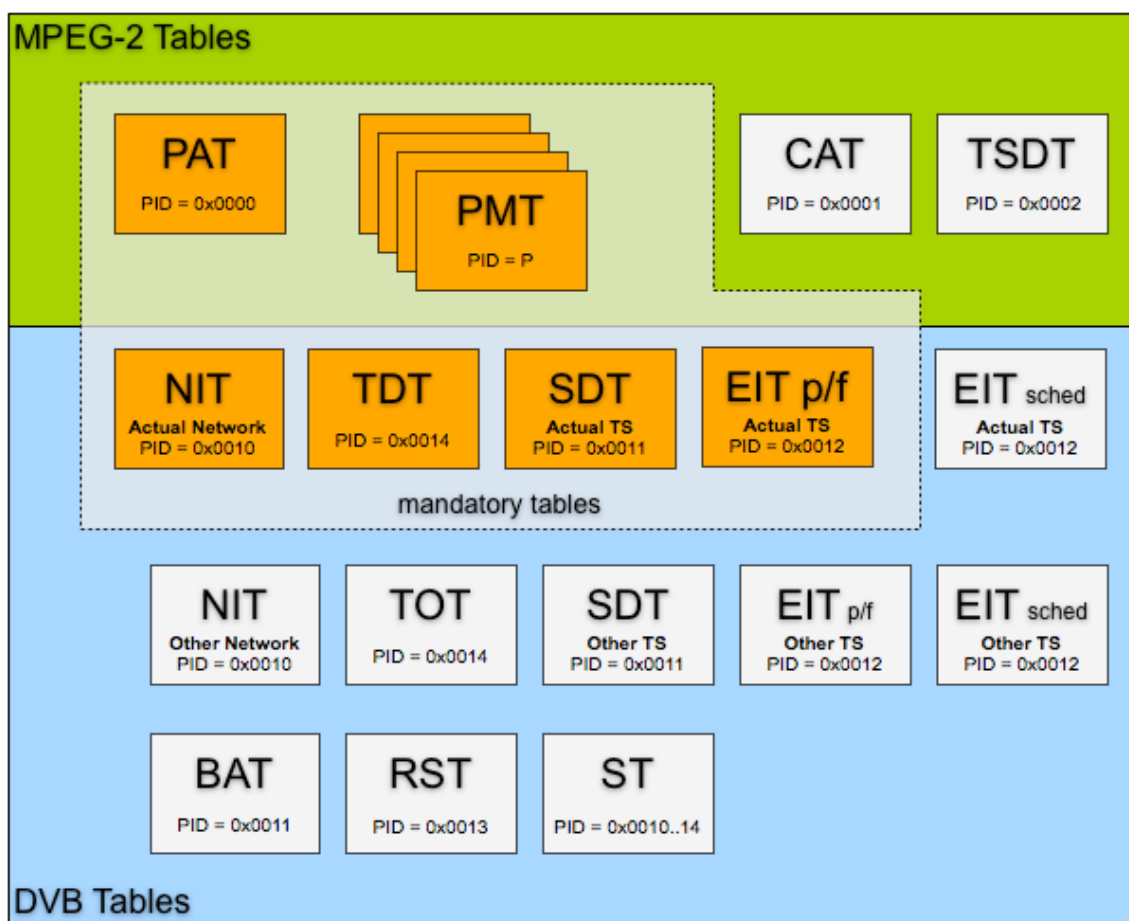 MPEG-2 Tables
PAT
PID = 0x0000
PMT
PID = P
CAT
PID = 0x0001
TSDT
PID = 0x0002
NIT
Actual Network
PID = 0x0010
TDT
PID = 0x0014
SDT
Actual TS
PID = 0x0011
EIT p/f
Actual TS
PID = 0x0012
EIT sched
Actual TS
PID = 0x0012
mandatory tables
NIT
Other Network
PID = 0x0010
TOT
PID = 0x0014
SDT
Other TS
PID = 0x0011
EIT p/f
Other TS
PID = 0x0012
EIT sched
Other TS
PID = 0x0012
BAT
PID = 0x0011
RST
PID = 0x0013
ST
PID = 0x0010..14
DVB Tables